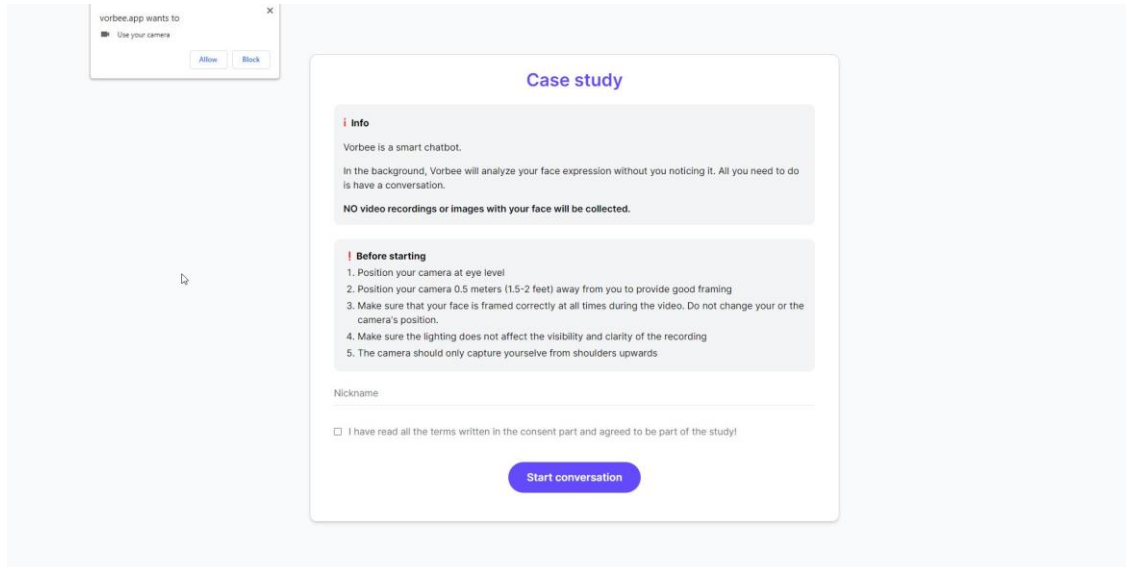 vorbee.app wants to
Use your camera
Allow Block
Case study
Info
Vorbee is a smart chatbot.
In the background, Vorbee will analyze your face expression without you noticing it. All you need to do
is have a conversation.
NO video recordings or images with your face will be collected.
Before starting
1. Position your camera at eye level
2. Position your camera 0.5 meters (1.5-2 feet) away from you to provide good framing
3. Make sure that your face is framed correctly at all times during the video. Do not change your or the
camera's position.
4. Make sure the lighting does not affect the visibility and clarity of the recording
5. The camera should only capture yourselve from shoulders upwards
Nickname
I have read all the terms written in the consent part and agreed to be part of the study!
Start conversation